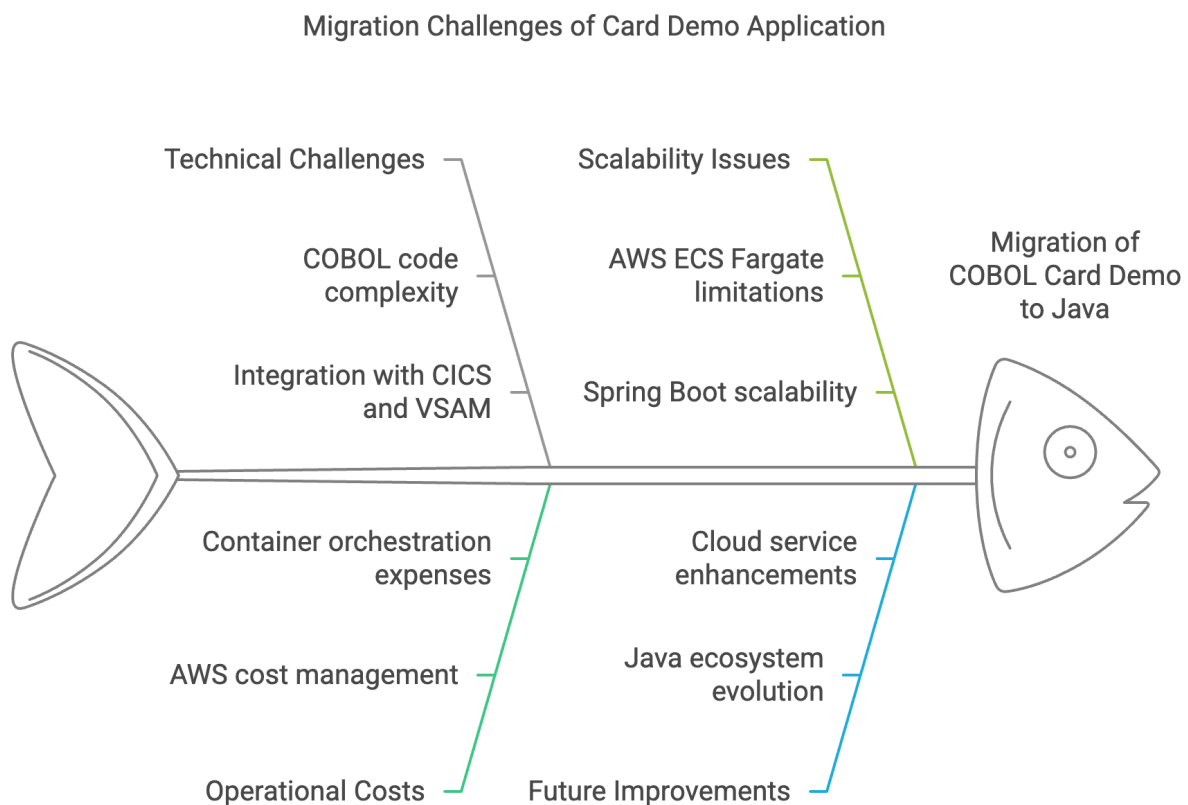 Migration Challenges of Card Demo Application
Technical Challenges
COBOL code
complexity
Integration with CICS
and VSAM
Scalability Issues
AWS ECS Fargate
limitations
Spring Boot scalability
Migration of
COBOL Card Demo
to Java
Container orchestration
expenses
AWS cost management
Operational Costs
Cloud service
enhancements
Java ecosystem
evolution
Future Improvements